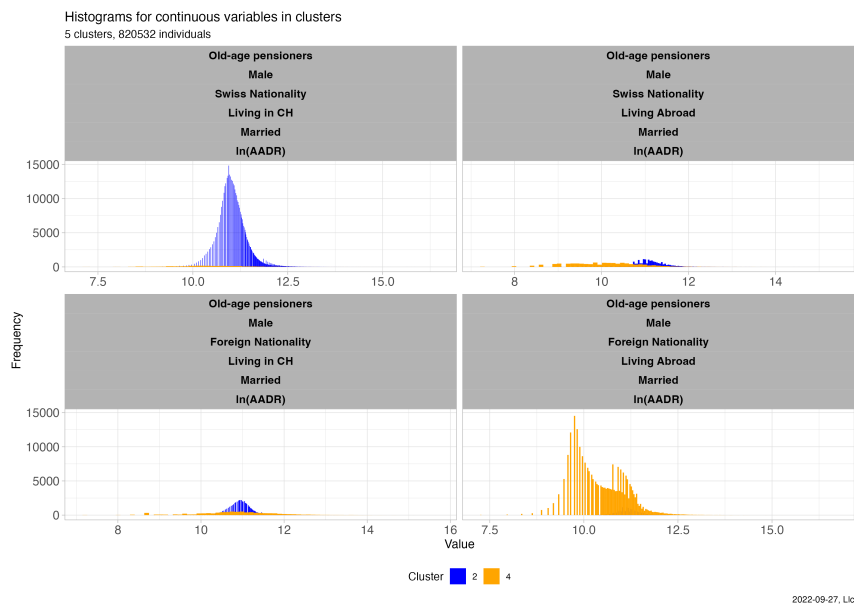 Histograms for continuous variables in clusters
5 clusters, 820532 individuals
Old-age pensioners
Male
Swiss Nationality
Living in CH
Married
ln(AADR)
Old-age pensioners
Male
Swiss Nationality
Living Abroad
Married
ln(AADR)
15000
10000
5000
0
7.5 10.0 12.5 15.0
8 10 12 14
Frequency
Old-age pensioners
Male
Foreign Nationality
Living in CH
Married
ln(AADR)
Old-age pensioners
Male
Foreign Nationality
Living Abroad
Married
ln(AADR)
15000
10000
5000
0
8 10 12 14 16
7.5 10.0 12.5 15.0
Value
Cluster 2 4
2022-09-27, Llc